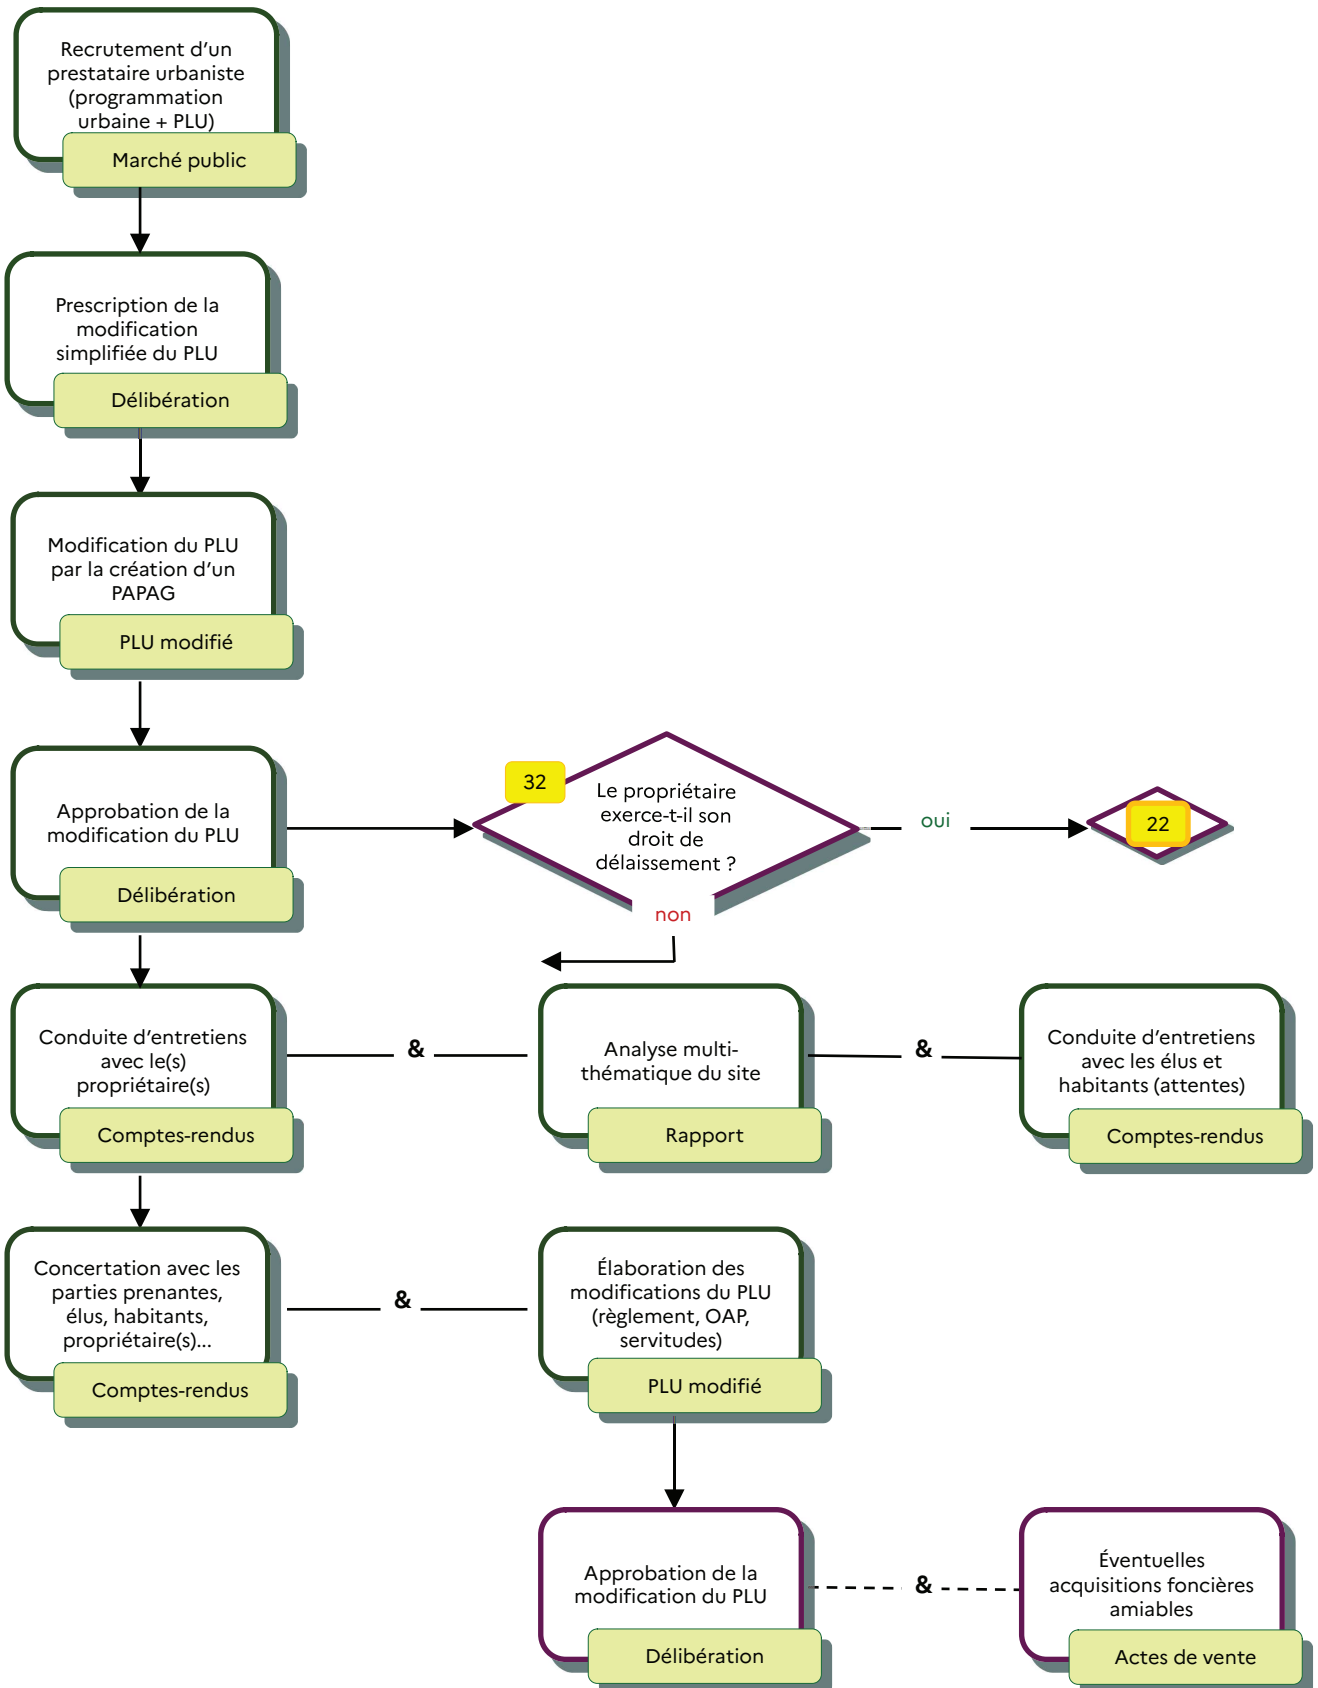 Recrutement d'un
prestataire urbaniste
(programmation
urbaine + PLU)
Marché public
Prescription de la
modification
simplifiée du PLU
Délibération
Modification du PLU
par la création d'un
PAPAG
PLU modifié
Approbation de la
modification du PLU
Délibération
32
Le propriétaire
exerce-t-il son
droit de
délaissement ?
oui
22
non
Conduite d'entretiens
avec le(s)
propriétaire(s)
Comptes-rendus
&
Analyse multi-
thématique du site
Rapport
&
Conduite d'entretiens
avec les élus et
habitants (attentes)
Comptes-rendus
Concertation avec les
parties prenantes,
élus, habitants,
propriétaire(s)...
Comptes-rendus
&
Élaboration des
modifications du PLU
(règlement, OAP,
servitudes)
PLU modifié
Approbation de la
modification du PLU
Délibération
&
Éventuelles
acquisitions foncières
amiables
Actes de vente